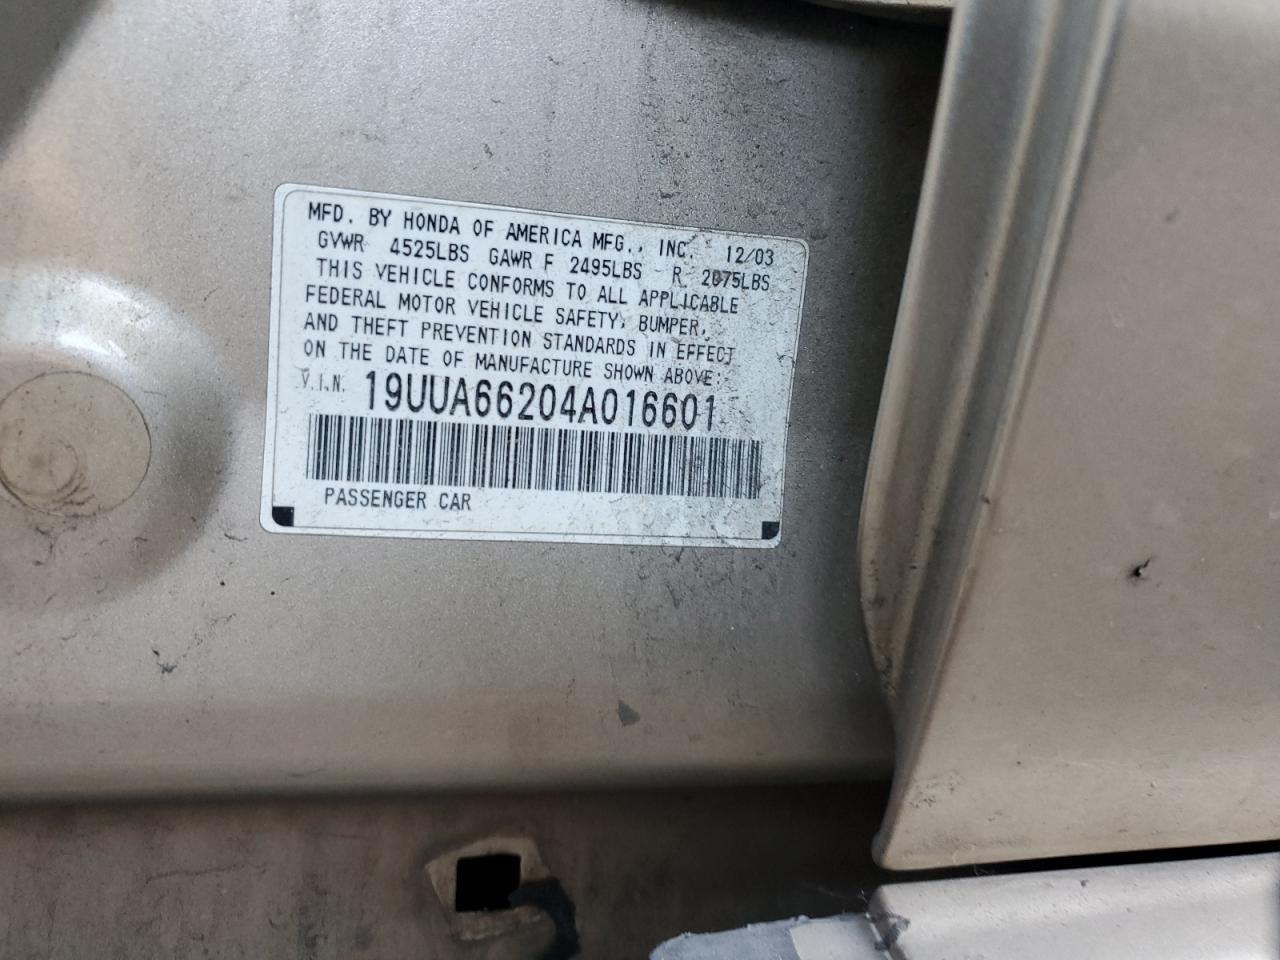 MFD. BY HONDA OF AMERICA MFG., INC. 12/03
GVWR 4525LBS GAWR F 2495LBS R 2075LBS
THIS VEHICLE CONFORMS TO ALL APPLICABLE
FEDERAL MOTOR VEHICLE SAFETY, BUMPER,
AND THEFT PREVENTION STANDARDS IN EFFECT
ON THE DATE OF MANUFACTURE SHOWN ABOVE.
V.I.N. 19UUA66204A016601
PASSENGER CAR